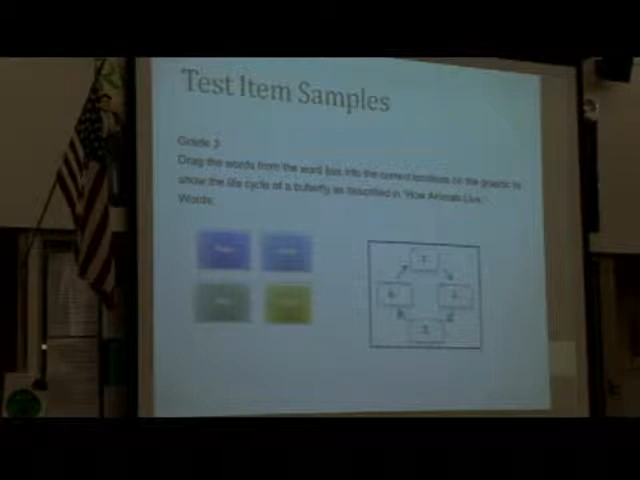 Test Item Samples
Grade 3
Drag the words from the word box into the correct locations on the graphic to
show the life cycle of a butterfly as described in "How Animals Live."
Words: